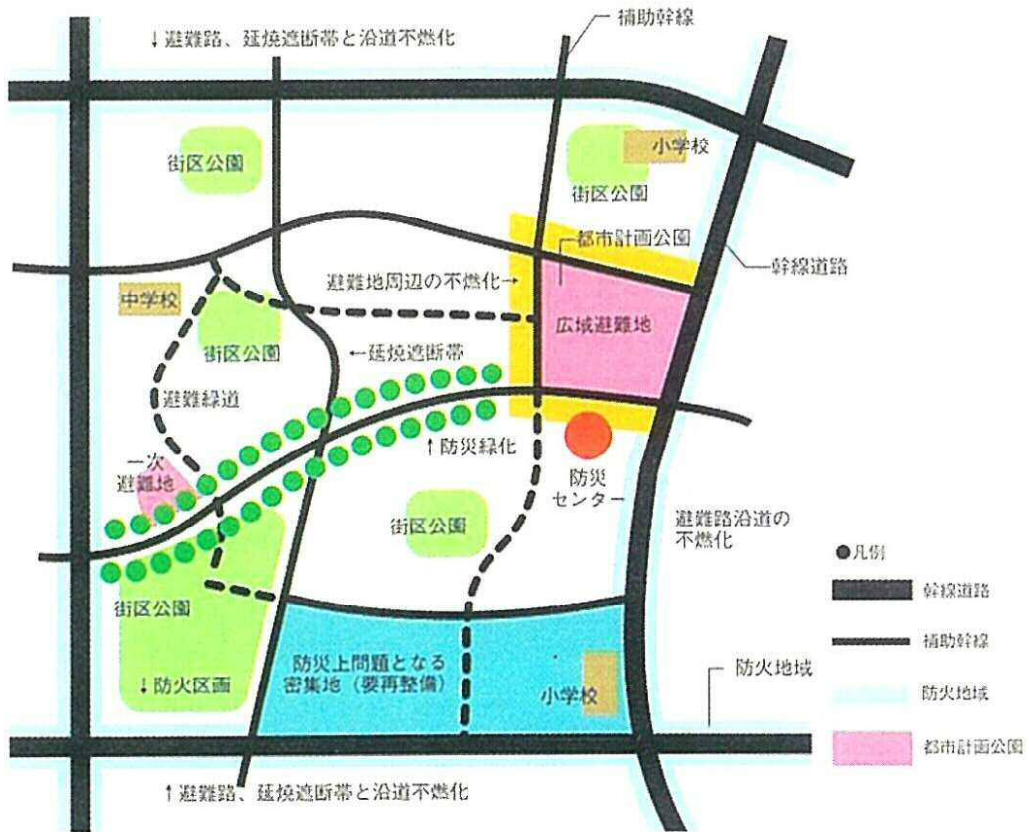 補助幹線
↓避難路、延焼遮断帯と沿道不燃化
小学校
街区公園
街区公園
都市計画公園
幹線道路
避難地周辺の不燃化→
中学校
広域避難地
街区公園
←延焼遮断帯
避難緑道
↑防災緑化
一次
避難地
防災
センター
街区公園
避難路沿道の
不燃化
●凡例
幹線道路
街区公園
補助幹線
防災上問題となる
密集地（要再整備）
防火地域
↓防火区画
小学校
防火地域
都市計画公園
↑避難路、延焼遮断帯と沿道不燃化